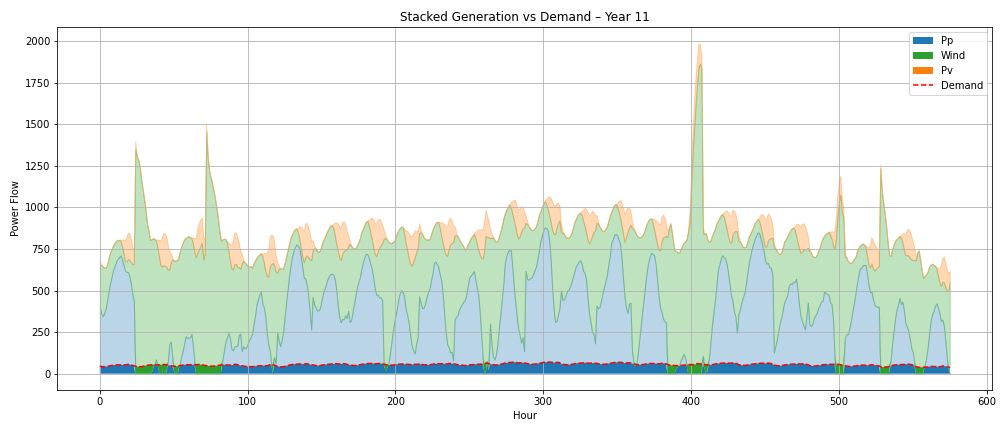 Stacked Generation vs Demand – Year 11
Power Flow
2000
1750
1500
1250
1000
750
500
250
0
0
100
200
300
400
500
600
Hour
Pp
Wind
Pv
Demand